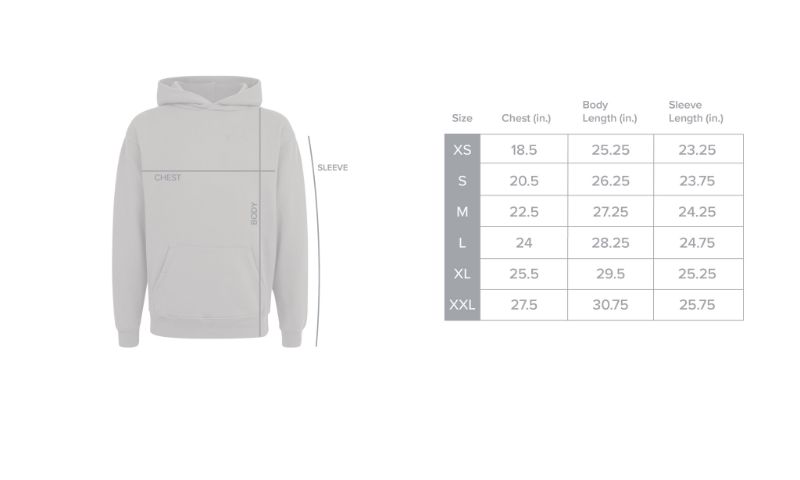 CHEST
BODY
SLEEVE
Size Chest (in.) Body Length (in.) Sleeve Length (in.)
XS 18.5 25.25 23.25
S 20.5 26.25 23.75
M 22.5 27.25 24.25
L 24 28.25 24.75
XL 25.5 29.5 25.25
XXL 27.5 30.75 25.75